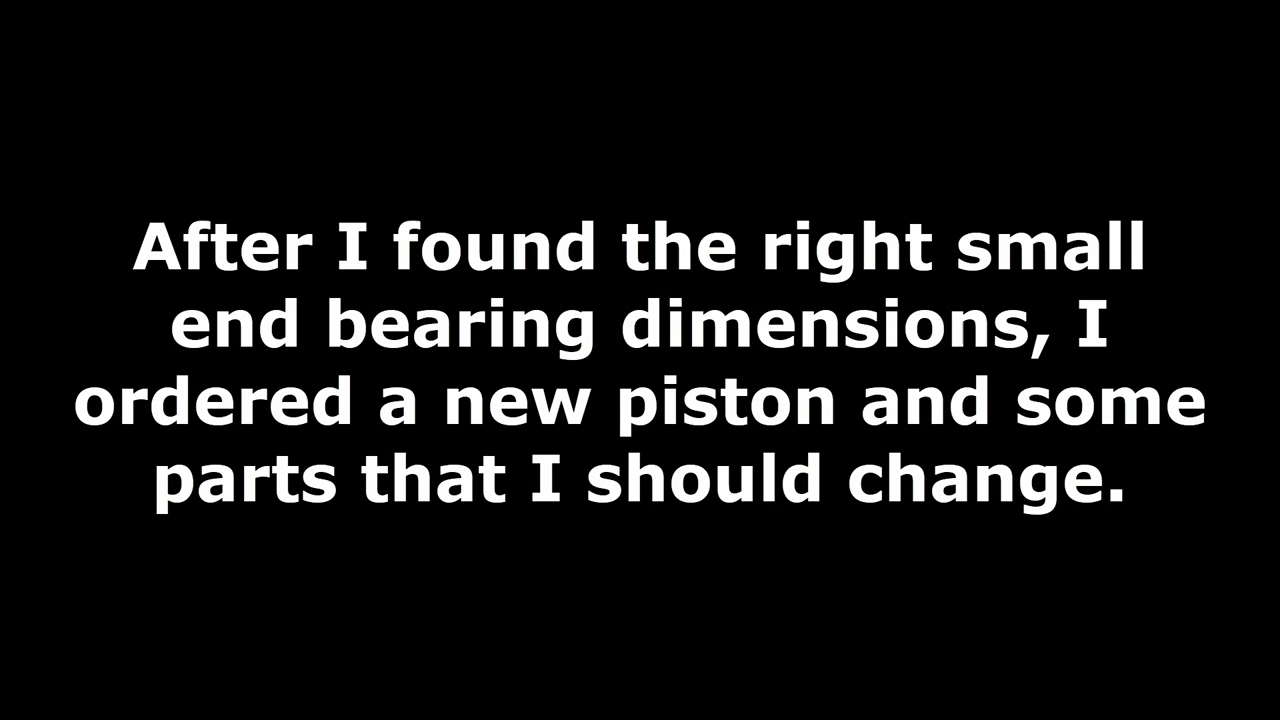 After I found the right small
end bearing dimensions, I
ordered a new piston and some
parts that I should change.